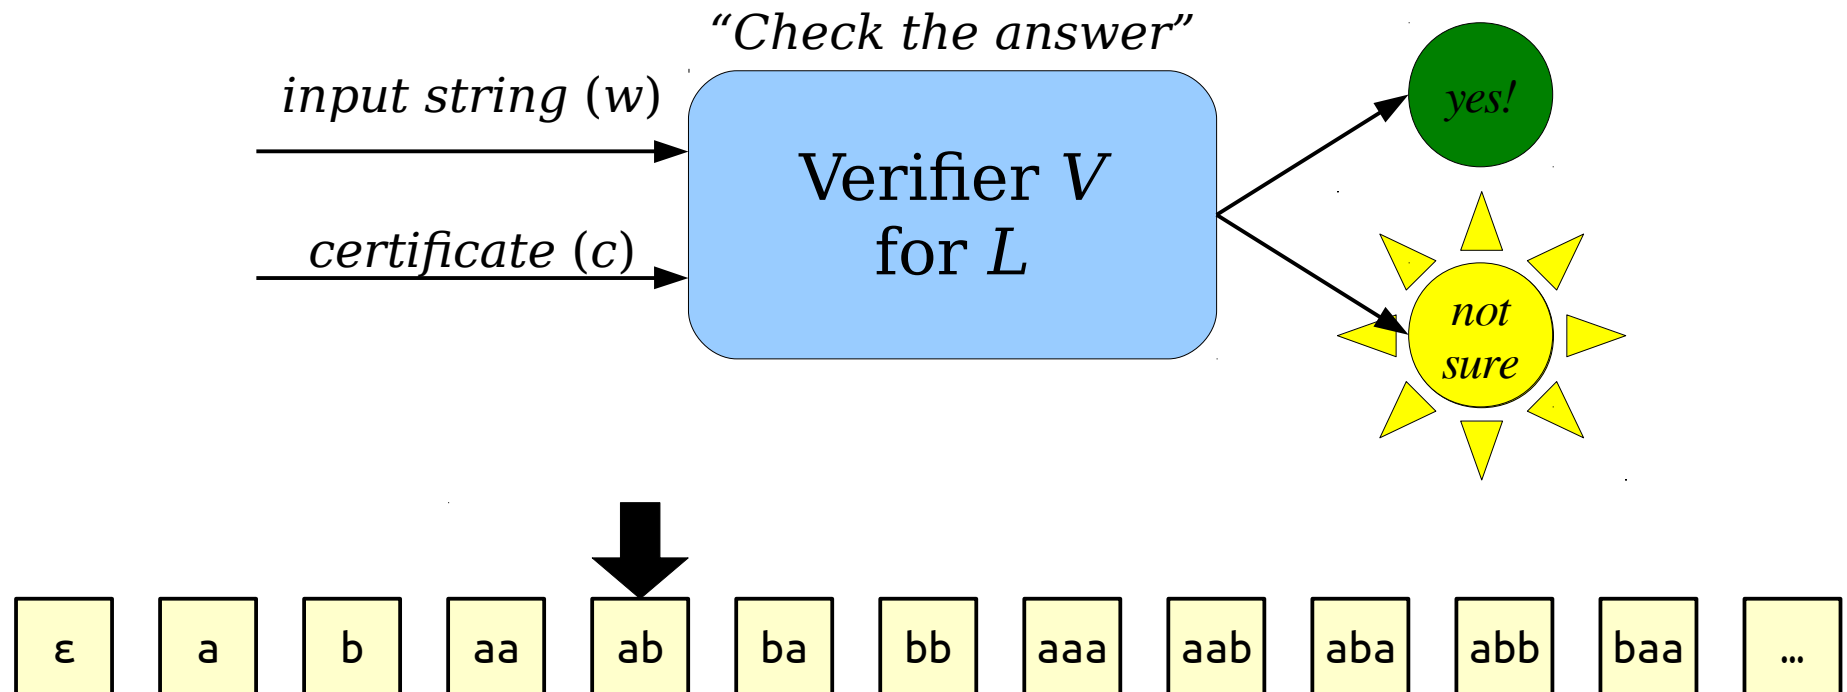 “Check the answer”
input string (w)
certificate (c)
Verifier V
for L
yes!
not
sure
ε a b aa ab ba bb aaa aab aba abb baa …